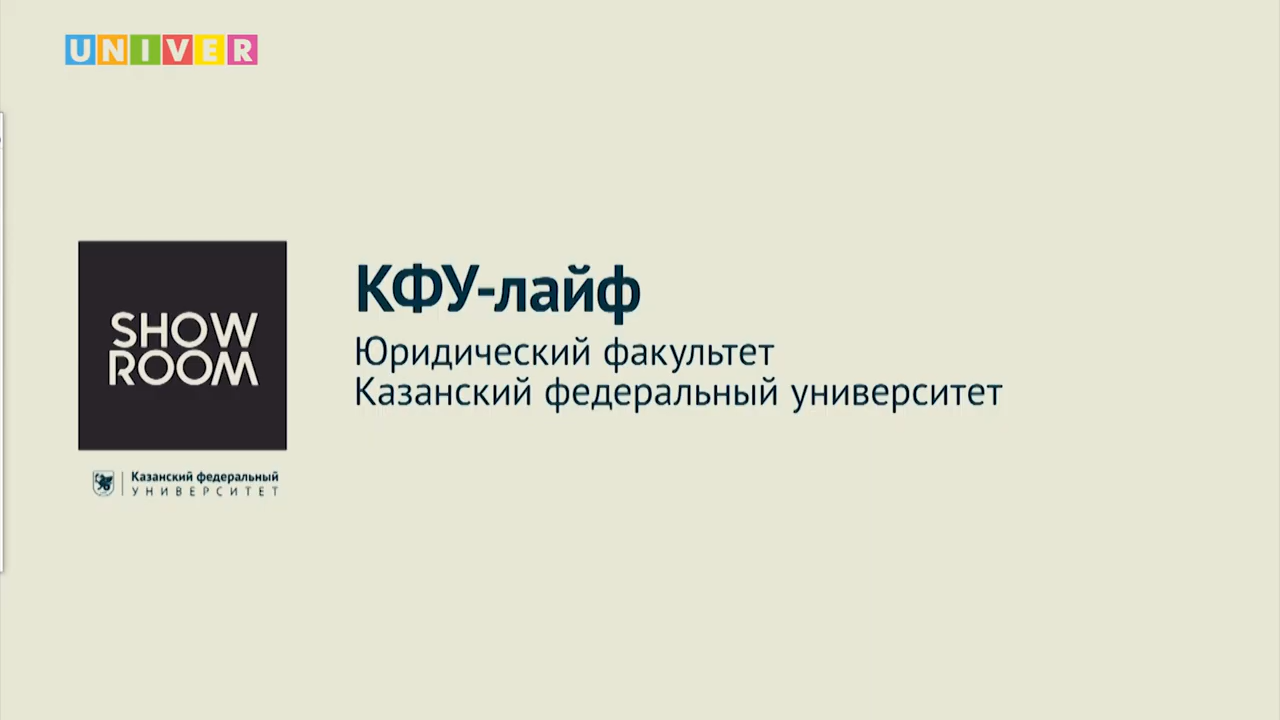 UNIVER
SHOW
ROOM
Казанский федеральный
УНИВЕРСИТЕТ
КФУ-лайф
Юридический факультет
Казанский федеральный университет